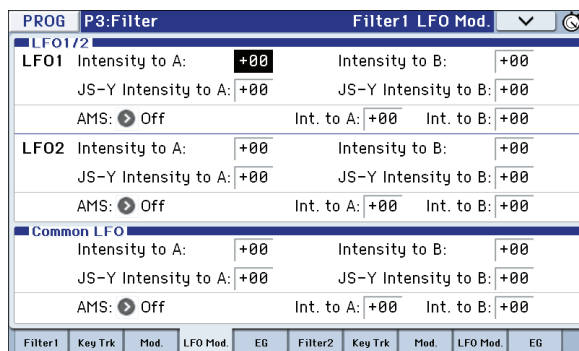 PROG P3:Filter Filter1 LFO Mod.
LFO1/2
LFO1 Intensity to A: +00 Intensity to B: +00
JS-Y Intensity to A: +00 JS-Y Intensity to B: +00
AMS: Off Int. to A: +00 Int. to B: +00
LFO2 Intensity to A: +00 Intensity to B: +00
JS-Y Intensity to A: +00 JS-Y Intensity to B: +00
AMS: Off Int. to A: +00 Int. to B: +00
Common LFO
Intensity to A: +00 Intensity to B: +00
JS-Y Intensity to A: +00 JS-Y Intensity to B: +00
AMS: Off Int. to A: +00 Int. to B: +00
Filter1 Key Trk Mod. LFO Mod. EG Filter2 Key Trk Mod. LFO Mod. EG